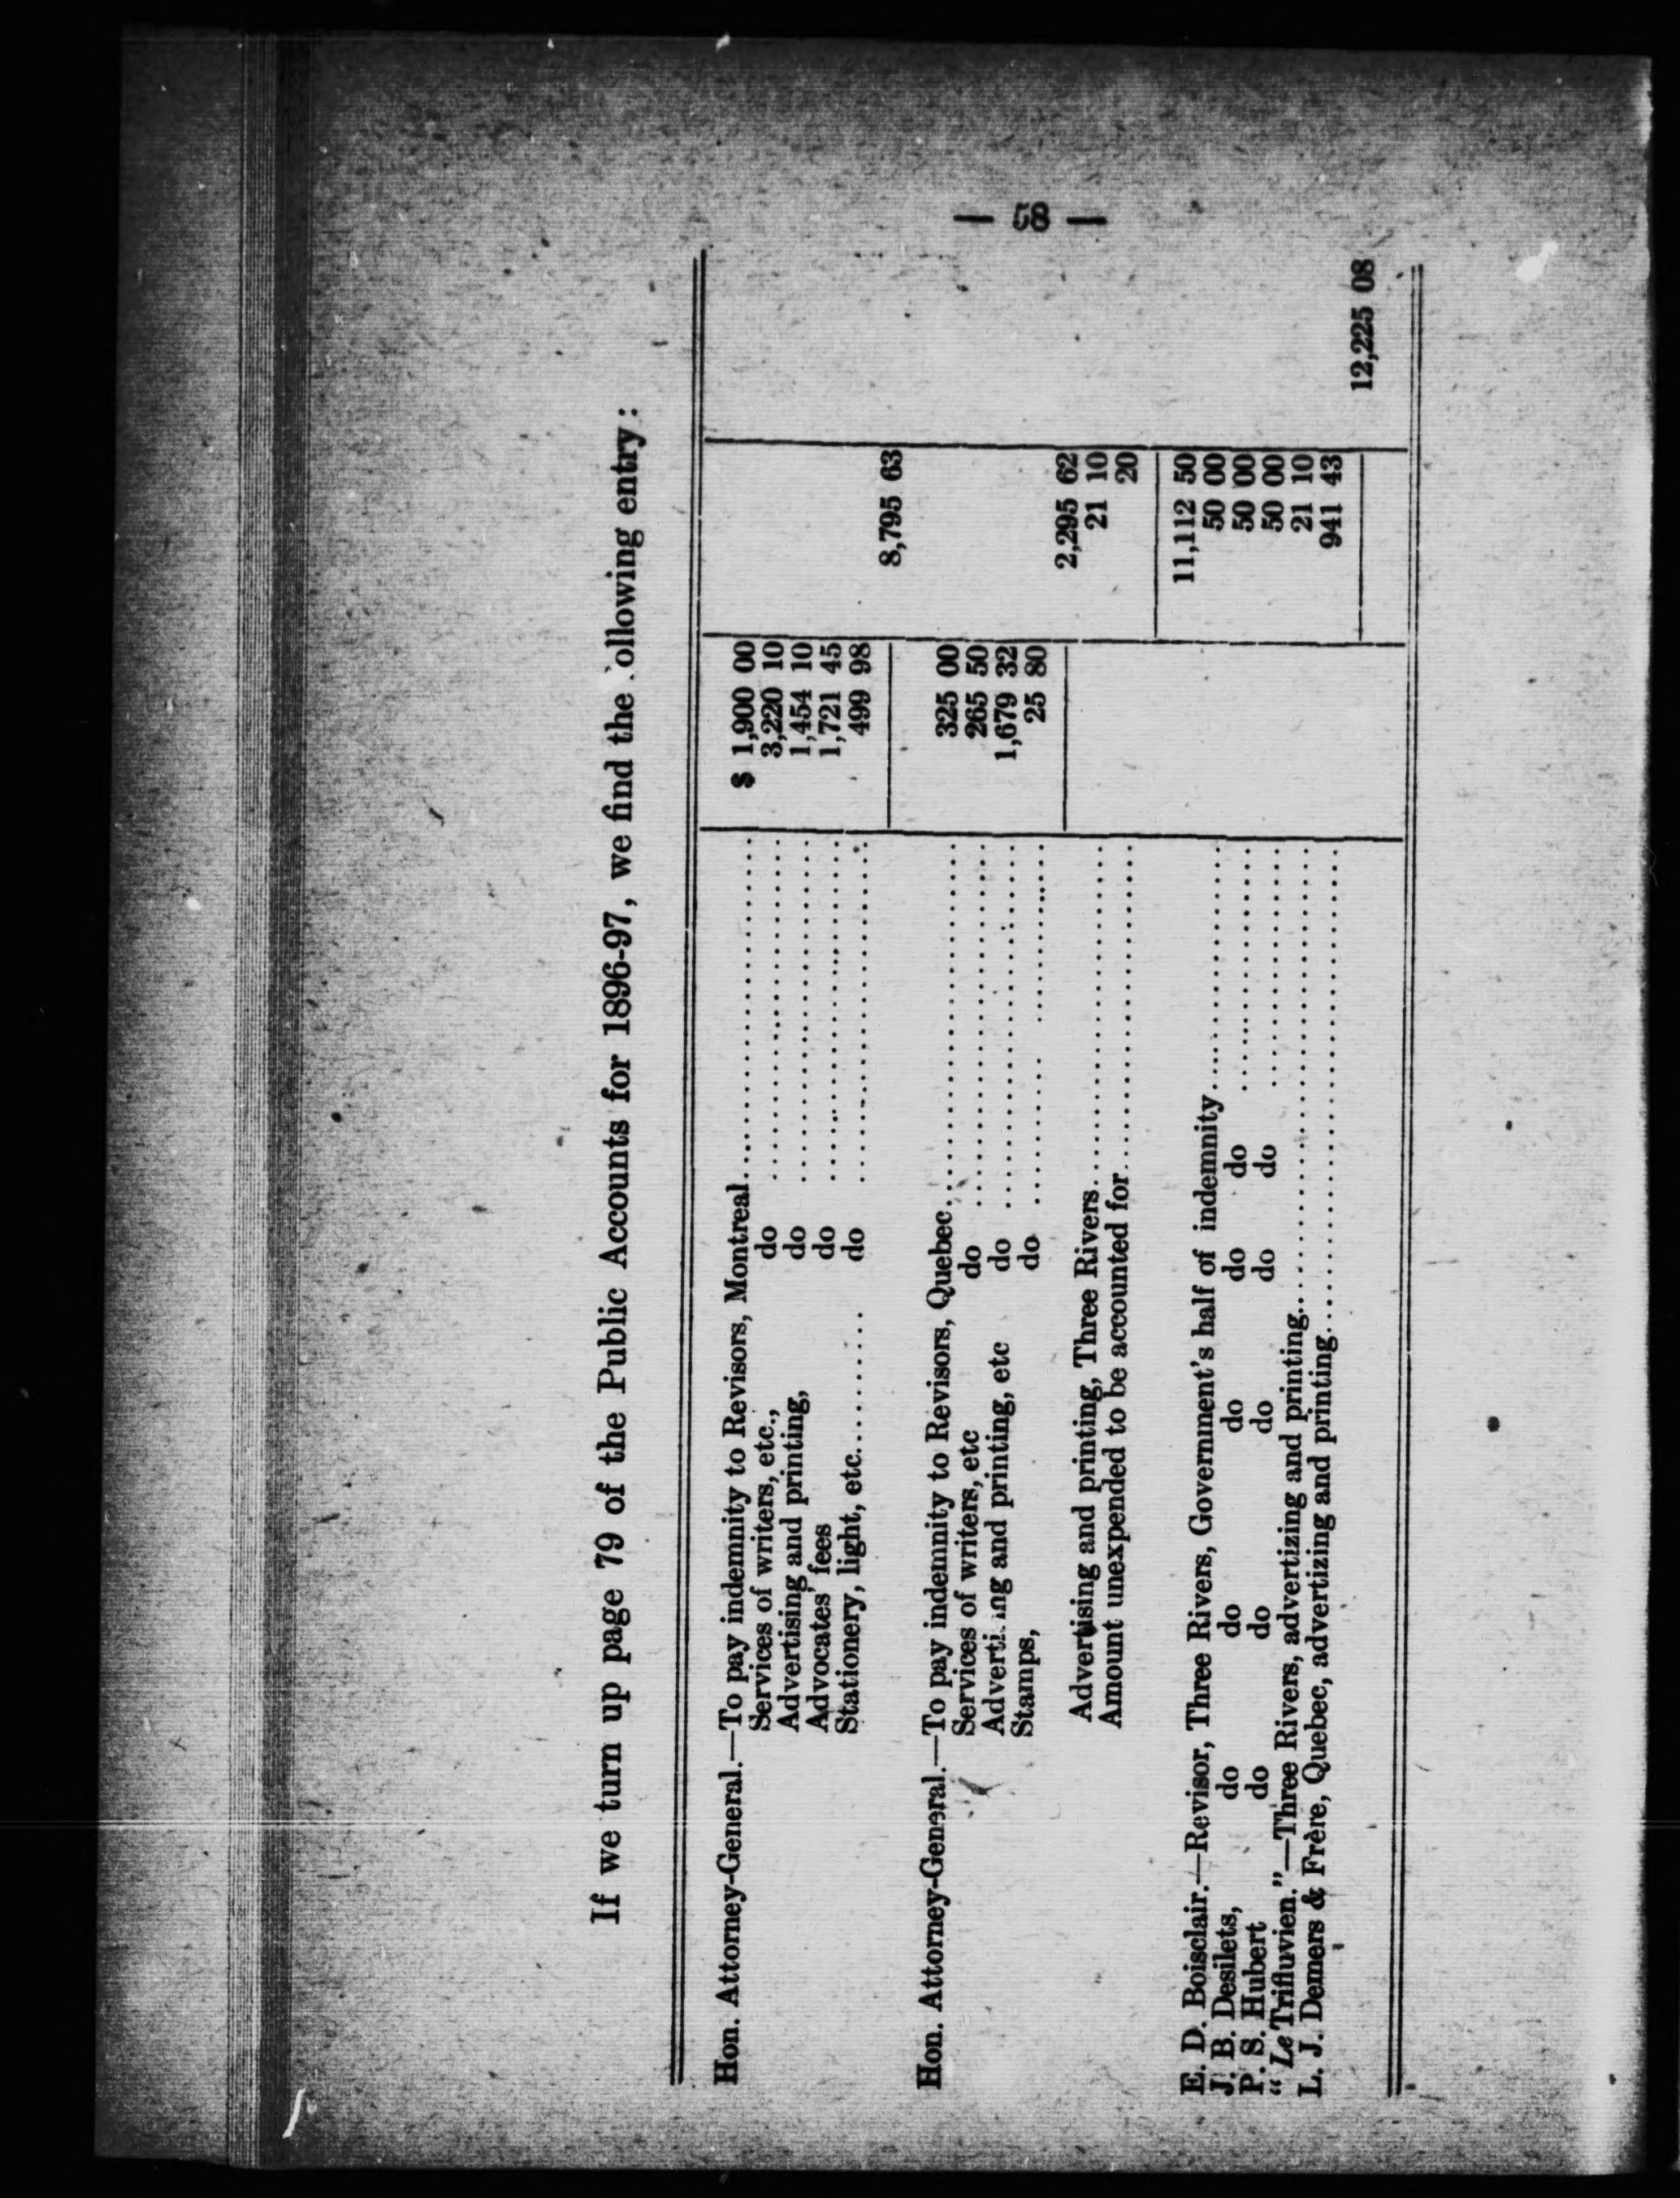 — 58 —
If we turn up page 79 of the Public Accounts for 1896-97, we find the ollowing entry:
Hon. Attorney-General.—To pay indemnity to Revisors, Montreal.......... $ 1,900 00
Services of writers, etc., do .......... 3,220 10
Advertising and printing, do .......... 1,454 10
Advocates' fees do .......... 1,721 45
Stationery, light, etc......... do .......... 499 98
8,795 63
Hon. Attorney-General.—To pay indemnity to Revisors, Quebec.......... 325 00
Services of writers, etc do .......... 265 50
Adverti.ing and printing, etc do .......... 1,679 32
Stamps, do .......... 25 80
2,295 62
Advertising and printing, Three Rivers.......... 21 10
Amount unexpended to be accounted for.......... 20
11,112 50
E. D. Boisclair.—Revisor, Three Rivers, Government's half of indemnity.......... 50 00
J. B. Desilets, do do do do do .......... 50 00
P. S. Hubert do do do do do .......... 50 00
“Le Trifluvien.”—Three Rivers, advertizing and printing.......... 21 10
L. J. Demers & Frère, Quebec, advertizing and printing.......... 941 43
12,225 08